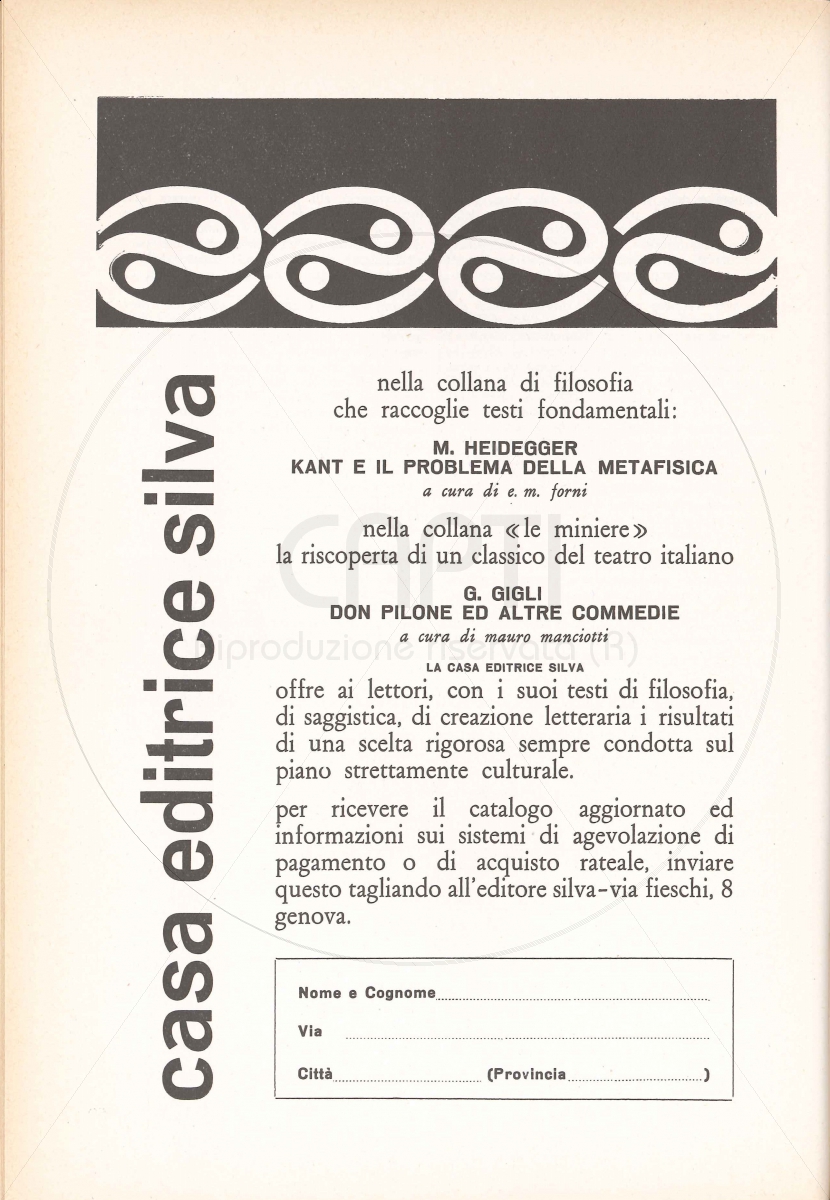 casa editrice silva
nella collana di filosofia
che raccoglie testi fondamentali:
M. HEIDEGGER
KANT E IL PROBLEMA DELLA METAFISICA
a cura di e. m. forni
nella collana «le miniere»
la riscoperta di un classico del teatro italiano
G. GIGLI
DON PILONE ED ALTRE COMMEDIE
a cura di mauro manciotti
LA CASA EDITRICE SILVA
offre ai lettori, con i suoi testi di filosofia,
di saggistica, di creazione letteraria i risultati
di una scelta rigorosa sempre condotta sul
piano strettamente culturale.
per ricevere il catalogo aggiornato ed
informazioni sui sistemi di agevolazione di
pagamento o di acquisto rateale, inviare
questo tagliando all'editore silva-via fieschi, 8
genova.
Nome e Cognome
Via
Città (Provincia )
CAPTI
riproduzione riservata (R)